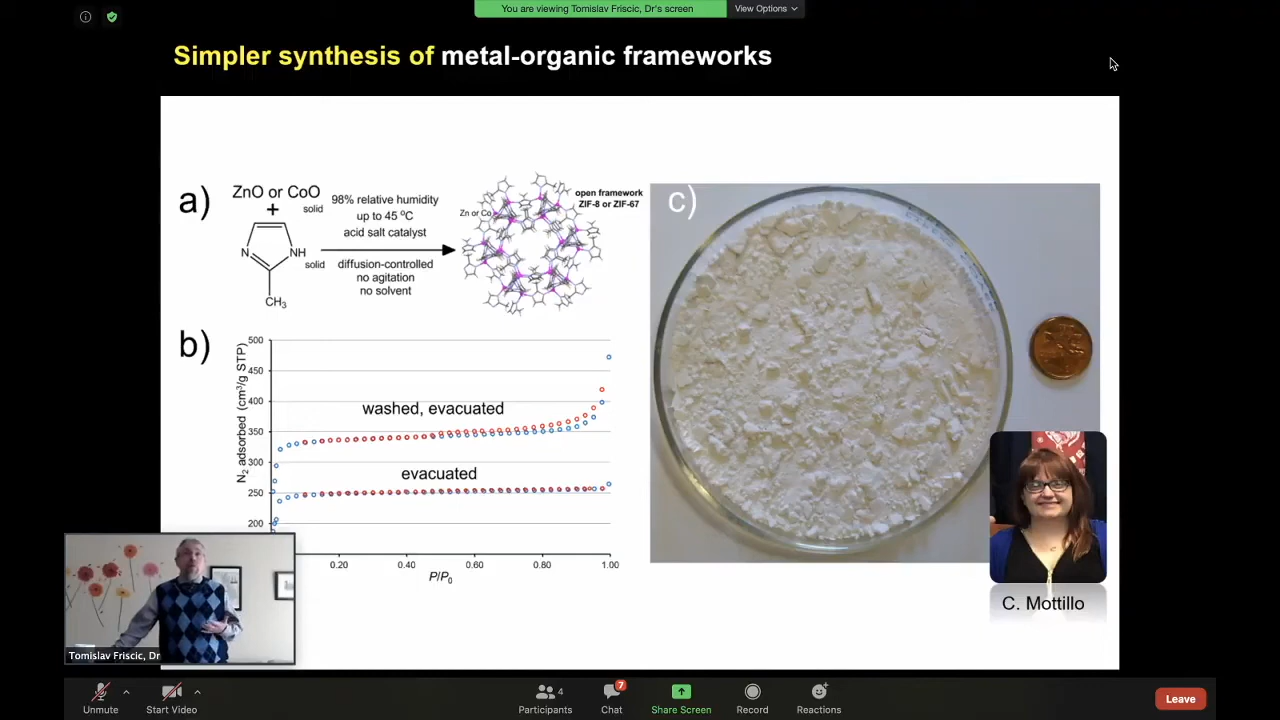 You are viewing Tomislav Friscic, Dr's screen
View Options
Simpler synthesis of metal-organic frameworks
a)
ZnO or CoO
+
solid
N
NH
solid
CH3
98% relative humidity
up to 45 ºC
acid salt catalyst
diffusion-controlled
no agitation
no solvent
Zn or Co
open framework
ZIF-8 or ZIF-67
b)
N2 adsorbed (cm3/g STP)
500
450
400
350
300
250
200
washed, evacuated
evacuated
0.20
0.40
0.60
0.80
1.00
P/P0
c)
C. Mottillo
Tomislav Friscic, Dr
Unmute
Start Video
4
Participants
7
Chat
Share Screen
Record
Reactions
Leave